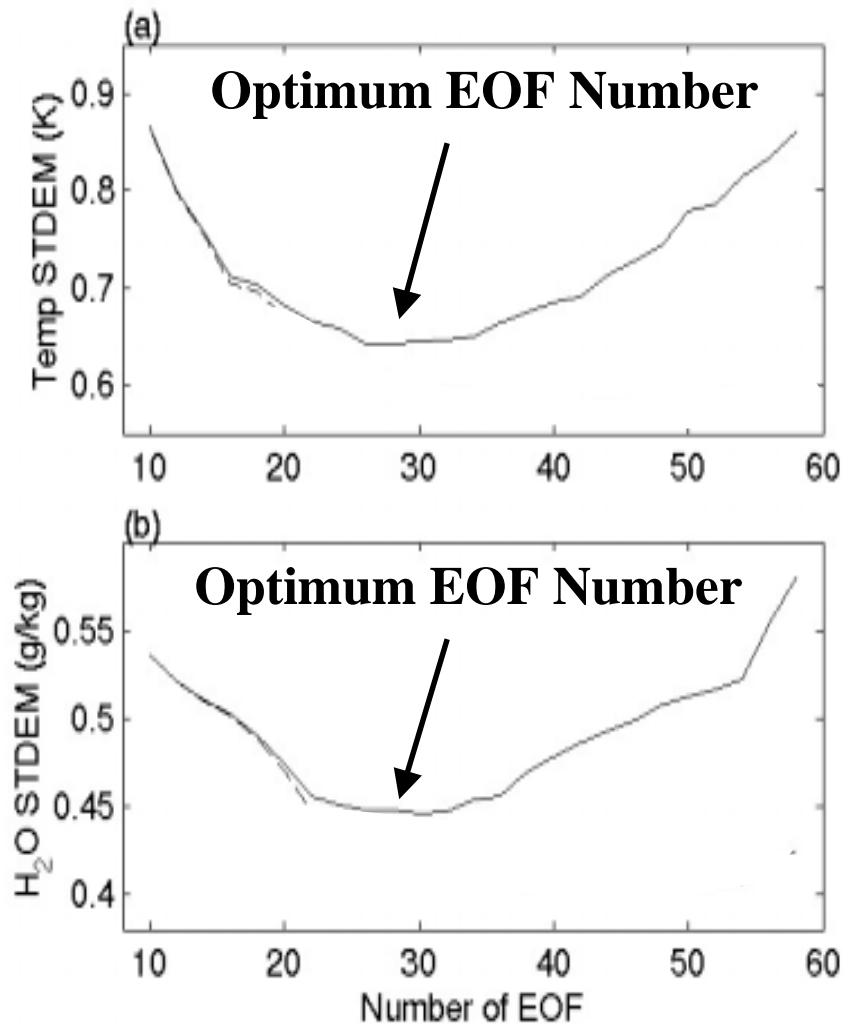 (a)
Optimum EOF Number
Temp STDEM (K)
0.9
0.8
0.7
0.6
10 20 30 40 50 60
(b)
Optimum EOF Number
H₂O STDEM (g/kg)
0.55
0.5
0.45
0.4
10 20 30 40 50 60
Number of EOF